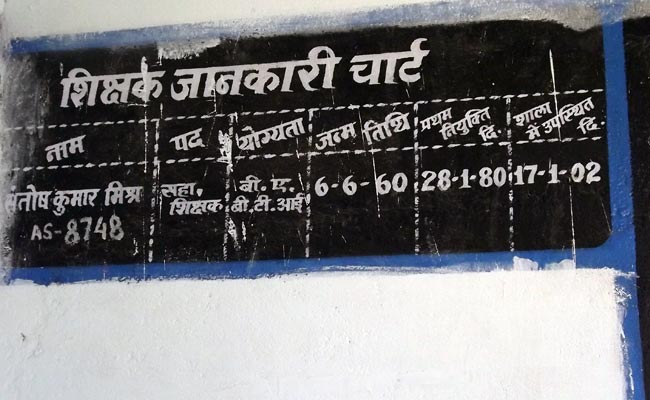 शिक्षक जानकारी चार्ट
नाम पद योग्यता जन्म तिथि प्रथम नियुक्ति दि. शाला में उपस्थित दि.
संतोष कुमार मिश्र सहा. शिक्षक बी. ए. बी.टी.आई 6-6-60 28-1-80 17-1-02
AS-8748